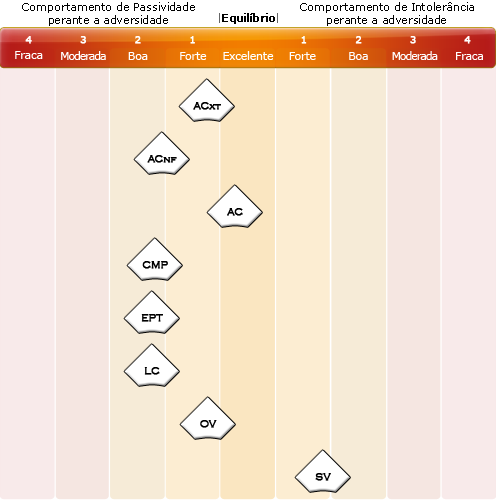 Comportamento de Passividade
perante a adversidade
|Equilíbrio|
Comportamento de Intolerância
perante a adversidade
4 3 2 1 1 2 3 4
Fraca Moderada Boa Forte Excelente Forte Boa Moderada Fraca
ACXT
ACNF
AC
CMP
EPT
LC
OV
SV